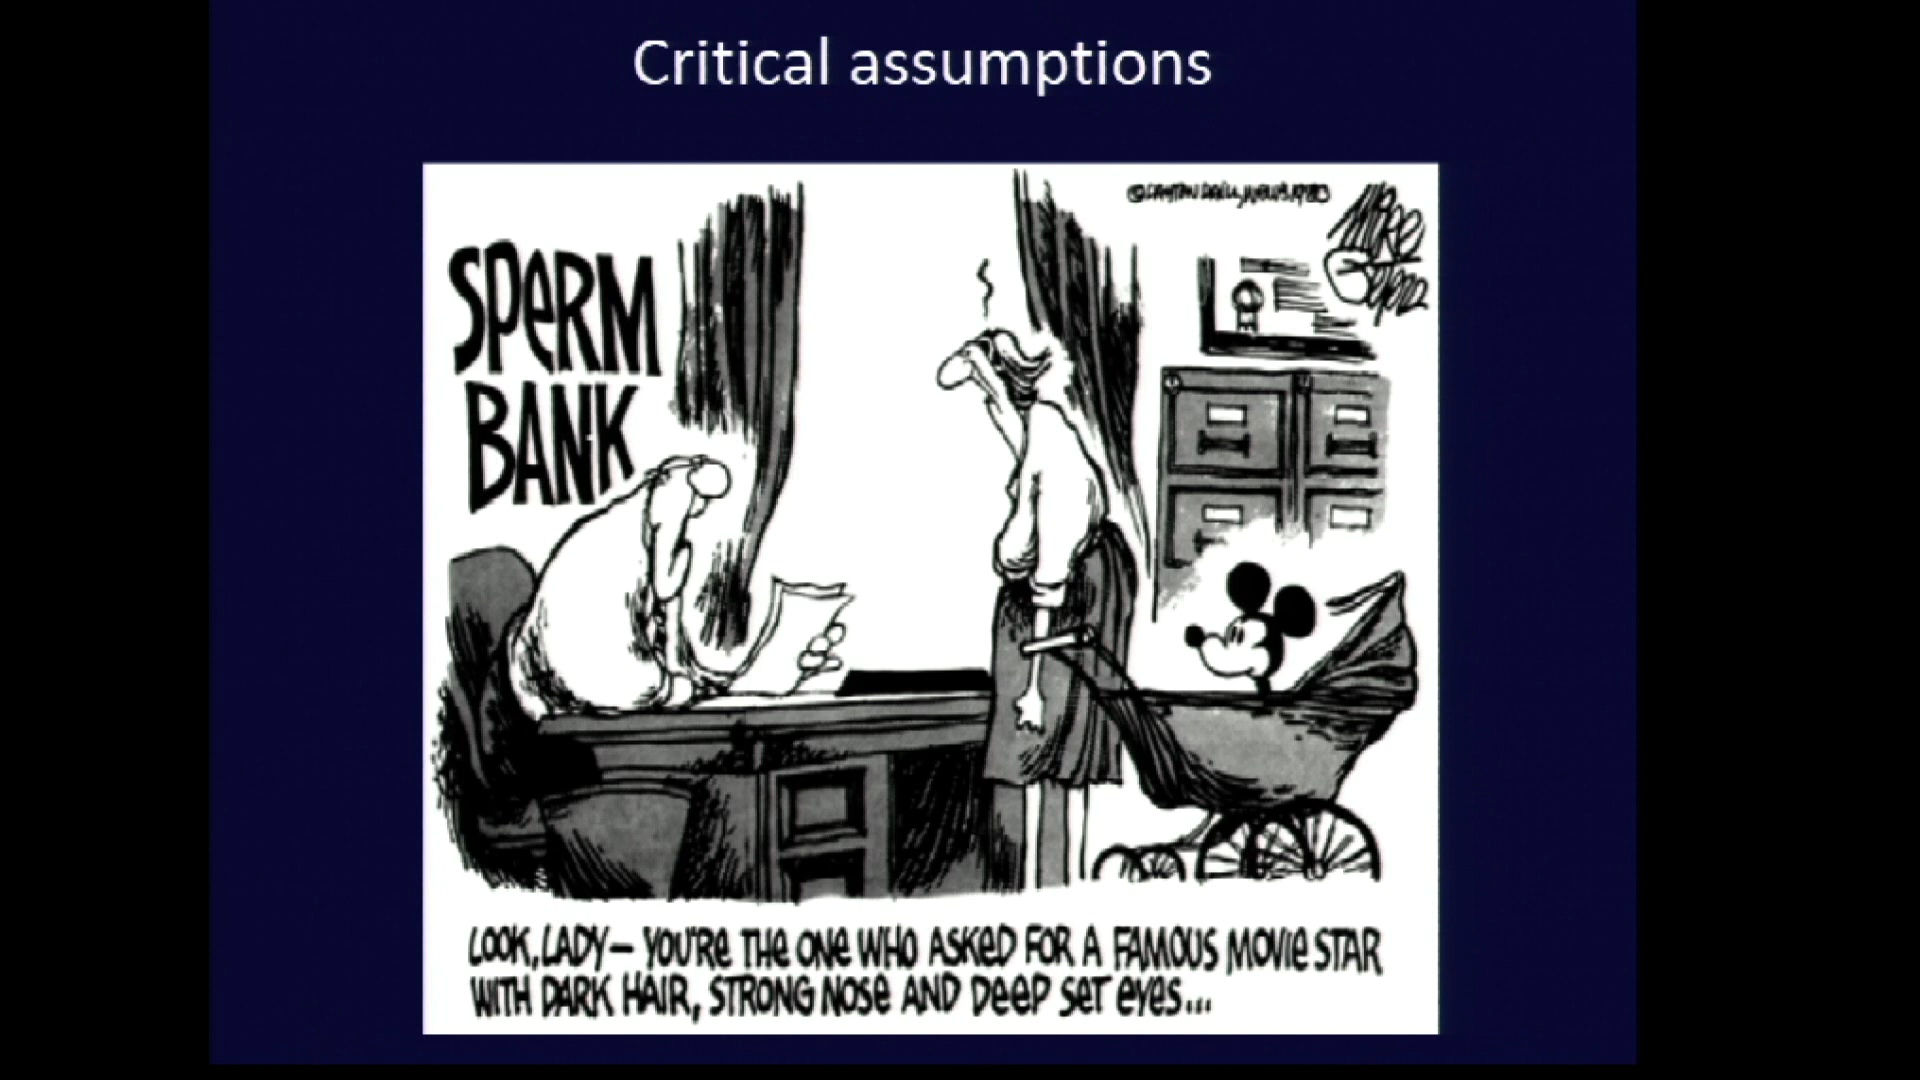 Critical assumptions
SPeRM
BANK
LOOK, LADY— YOU'Re THe ONe WHO ASKeD FOR A FAMOUS MOVIe STAR
WITH DARK HAIR, STRONG NOSe AND DeeP SeT eYeS...